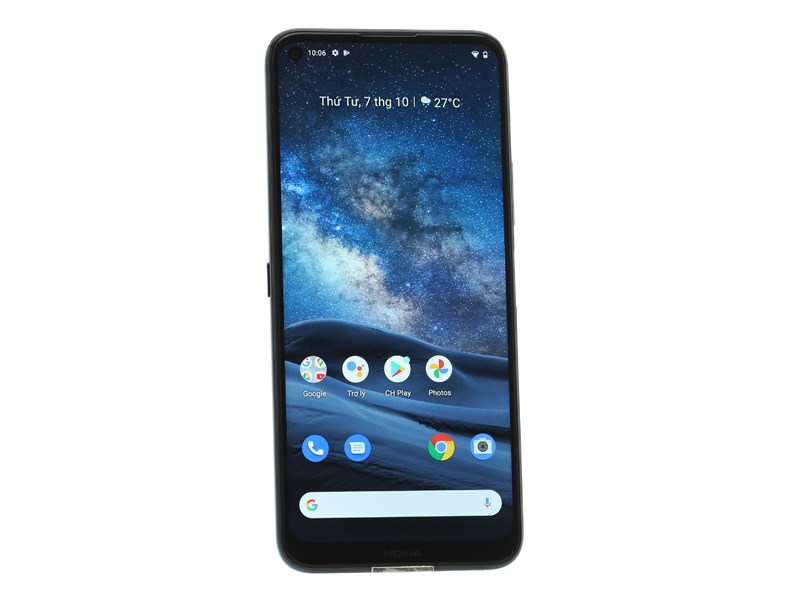 10:06
Thứ Tư, 7 thg 10 | 27°C
Google
Trợ lý
CH Play
Photos
NOKIA